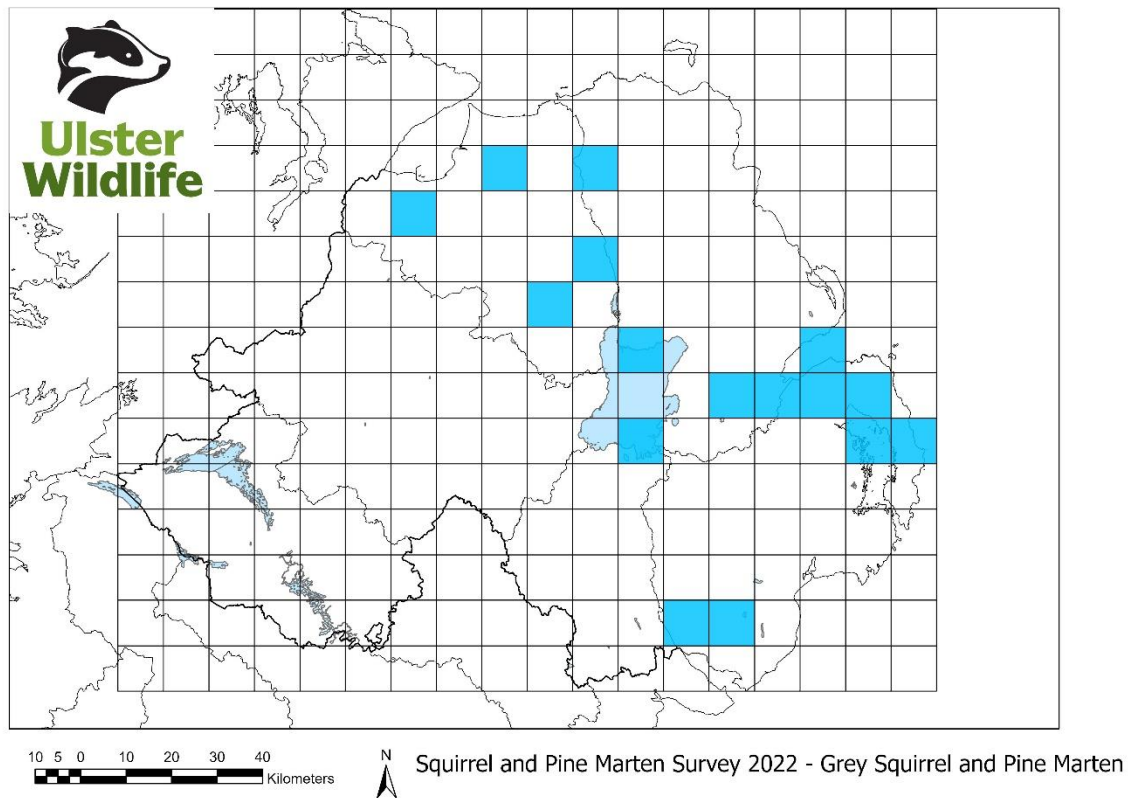 Ulster
Wildlife
10 5 0 10 20 30 40
Kilometers
N
Squirrel and Pine Marten Survey 2022 - Grey Squirrel and Pine Marten